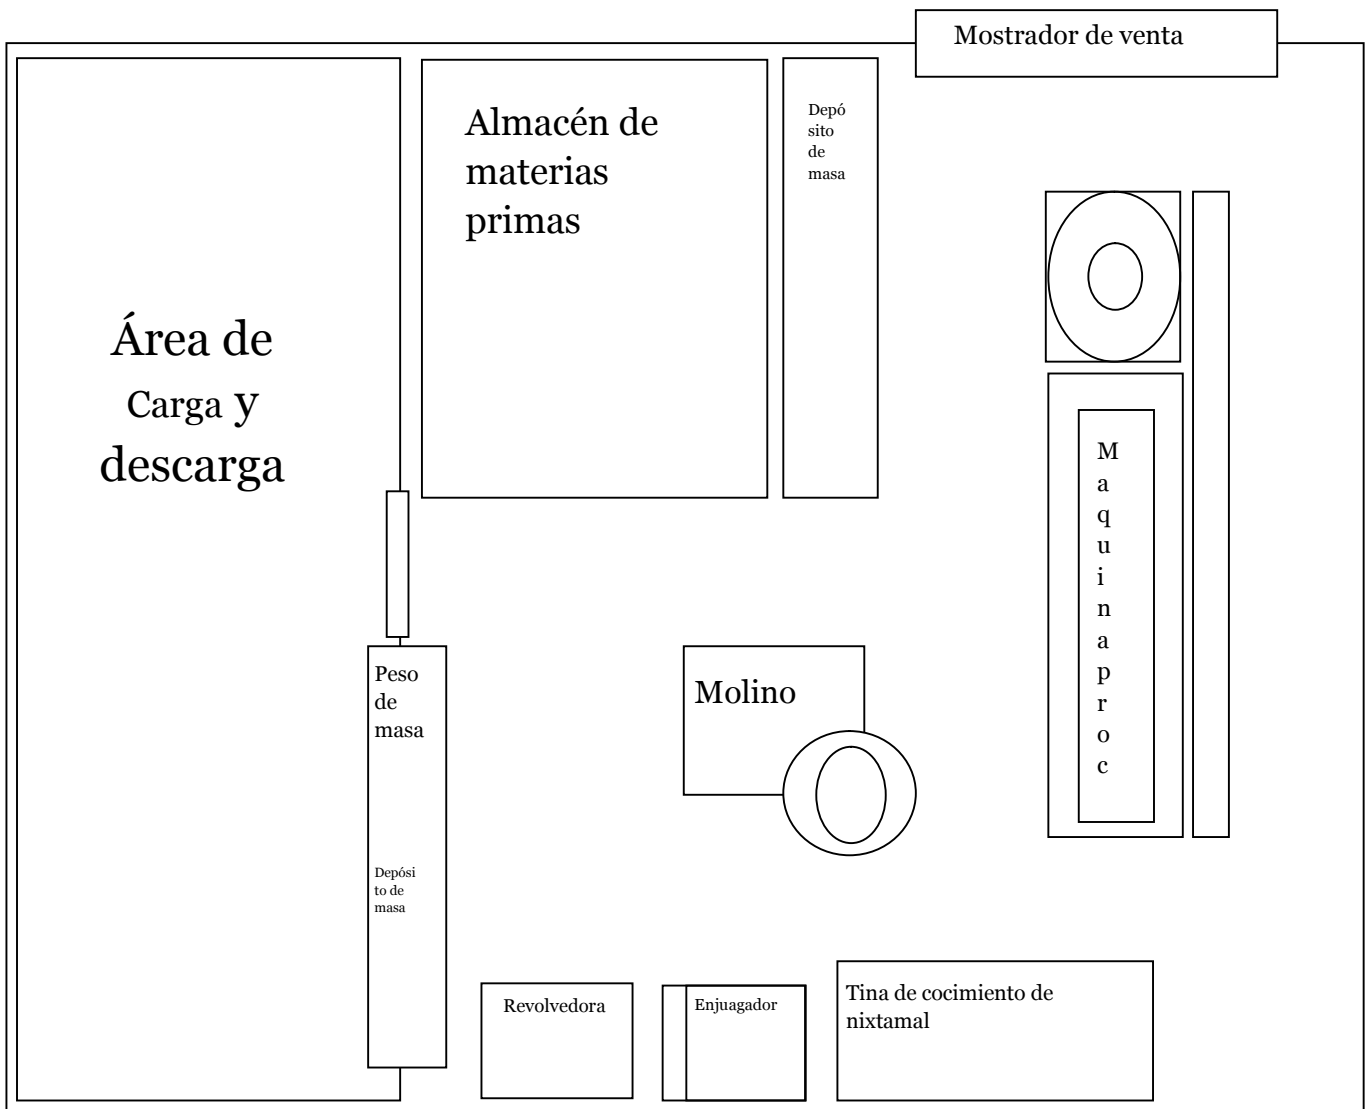 Mostrador de venta
Almacén de
materias
primas
Depó
sito
de
masa
Área de
Carga y
descarga
M
a
q
u
i
n
a
p
r
o
c
Peso
de
masa
Molino
Depósi
to de
masa
Revolvedora
Enjuagador
Tina de cocimiento de
nixtamal